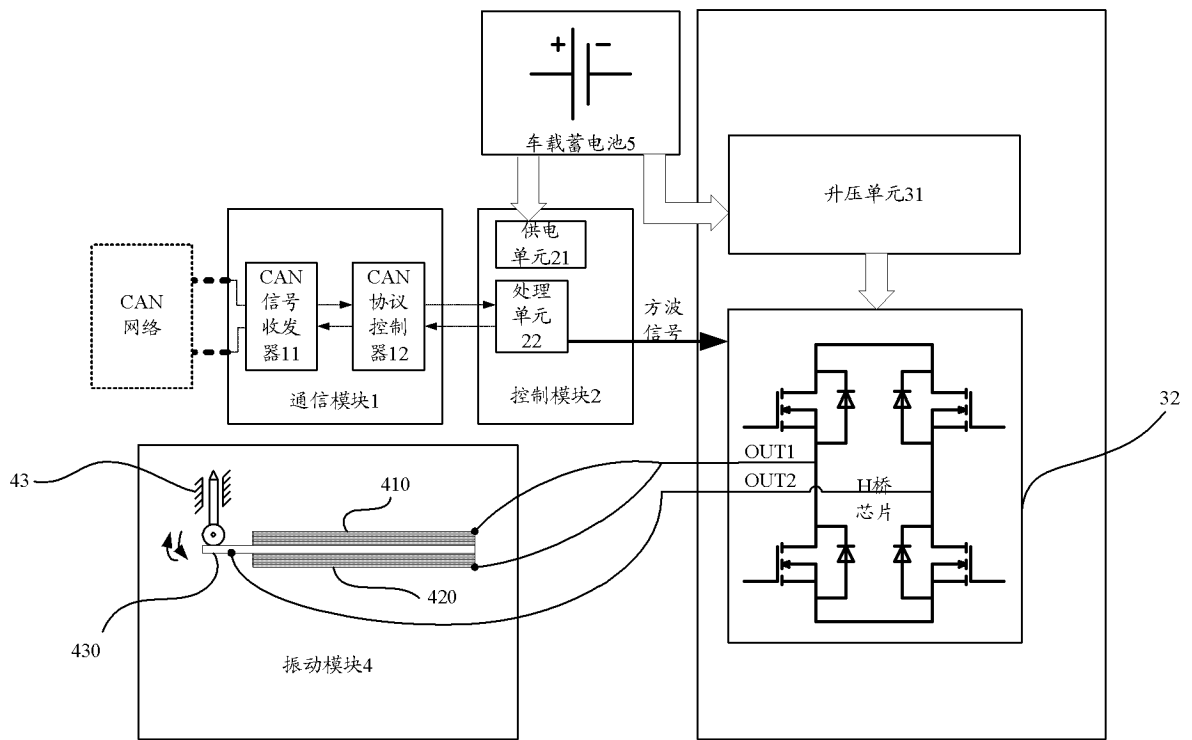 +
−
车载蓄电池5
升压单元31
供电
单元21
CAN
网络
CAN
信号
收发
器11
CAN
协议
控制
器12
处理
单元
22
方波
信号
通信模块1
控制模块2
32
OUT1
OUT2
H桥
芯片
43
410
420
430
振动模块4